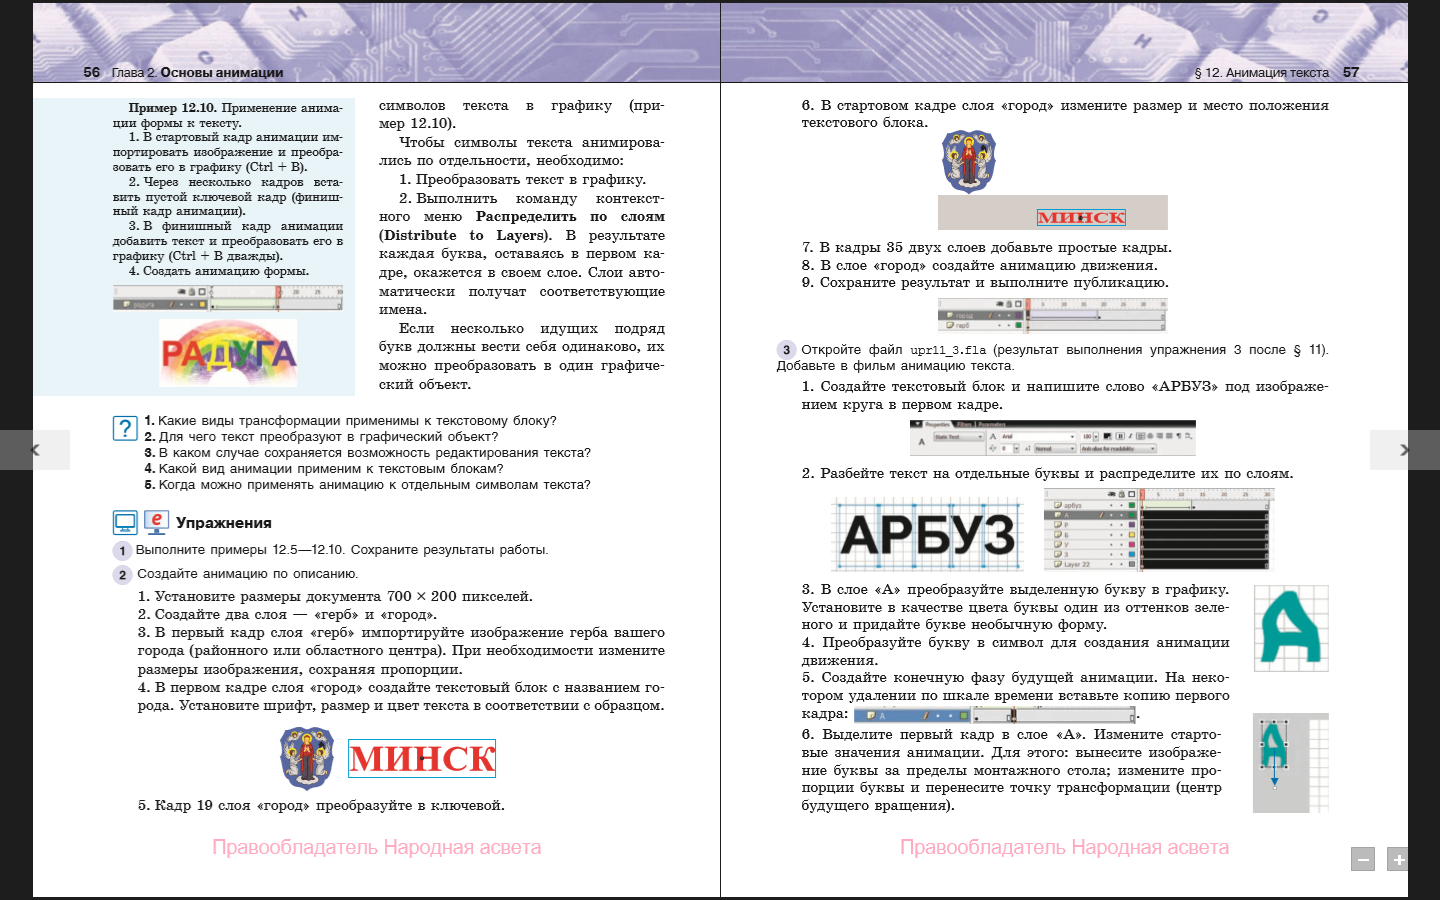 56 Глава 2. Основы анимации
Пример 12.10. Применение анима-
ции формы к тексту.
1. В стартовый кадр анимации им-
портировать изображение и преобра-
зовать его в графику (Ctrl + B).
2. Через несколько кадров вста-
вить пустой ключевой кадр (финиш-
ный кадр анимации).
3. В финишный кадр анимации
добавить текст и преобразовать его в
графику (Ctrl + B дважды).
4. Создать анимацию формы.
радуга
РАДУГА
символов текста в графику (при-
мер 12.10).
Чтобы символы текста анимирова-
лись по отдельности, необходимо:
1. Преобразовать текст в графику.
2. Выполнить команду контекст-
ного меню Распределить по слоям
(Distribute to Layers). В результате
каждая буква, оставаясь в первом ка-
дре, окажется в своем слое. Слои авто-
матически получат соответствующие
имена.
Если несколько идущих подряд
букв должны вести себя одинаково, их
можно преобразовать в один графиче-
ский объект.
?
1. Какие виды трансформации применимы к текстовому блоку?
2. Для чего текст преобразуют в графический объект?
3. В каком случае сохраняется возможность редактирования текста?
4. Какой вид анимации применим к текстовым блокам?
5. Когда можно применять анимацию к отдельным символам текста?
e Упражнения
1 Выполните примеры 12.5—12.10. Сохраните результаты работы.
2 Создайте анимацию по описанию.
1. Установите размеры документа 700 × 200 пикселей.
2. Создайте два слоя — «герб» и «город».
3. В первый кадр слоя «герб» импортируйте изображение герба вашего
города (районного или областного центра). При необходимости измените
размеры изображения, сохраняя пропорции.
4. В первом кадре слоя «город» создайте текстовый блок с названием го-
рода. Установите шрифт, размер и цвет текста в соответствии с образцом.
МИНСК
5. Кадр 19 слоя «город» преобразуйте в ключевой.
Правообладатель Народная асвета
§ 12. Анимация текста 57
6. В стартовом кадре слоя «город» измените размер и место положения
текстового блока.
МИНСК
7. В кадры 35 двух слоев добавьте простые кадры.
8. В слое «город» создайте анимацию движения.
9. Сохраните результат и выполните публикацию.
город
герб
3 Откройте файл upr11_3.fla (результат выполнения упражнения 3 после § 11).
Добавьте в фильм анимацию текста.
1. Создайте текстовый блок и напишите слово «АРБУЗ» под изображе-
нием круга в первом кадре.
Properties Filters Parameters
A Static Text A Arial 180
0 Normal Anti-alias for readability
2. Разбейте текст на отдельные буквы и распределите их по слоям.
АРБУЗ
арбуз
А
Р
Б
У
З
Layer 22
3. В слое «А» преобразуйте выделенную букву в графику.
Установите в качестве цвета буквы один из оттенков зеле-
ного и придайте букве необычную форму.
4. Преобразуйте букву в символ для создания анимации
движения.
5. Создайте конечную фазу будущей анимации. На неко-
тором удалении по шкале времени вставьте копию первого
кадра: А .
6. Выделите первый кадр в слое «А». Измените старто-
вые значения анимации. Для этого: вынесите изображе-
ние буквы за пределы монтажного стола; измените про-
порции буквы и перенесите точку трансформации (центр
будущего вращения).
А
А
Правообладатель Народная асвета